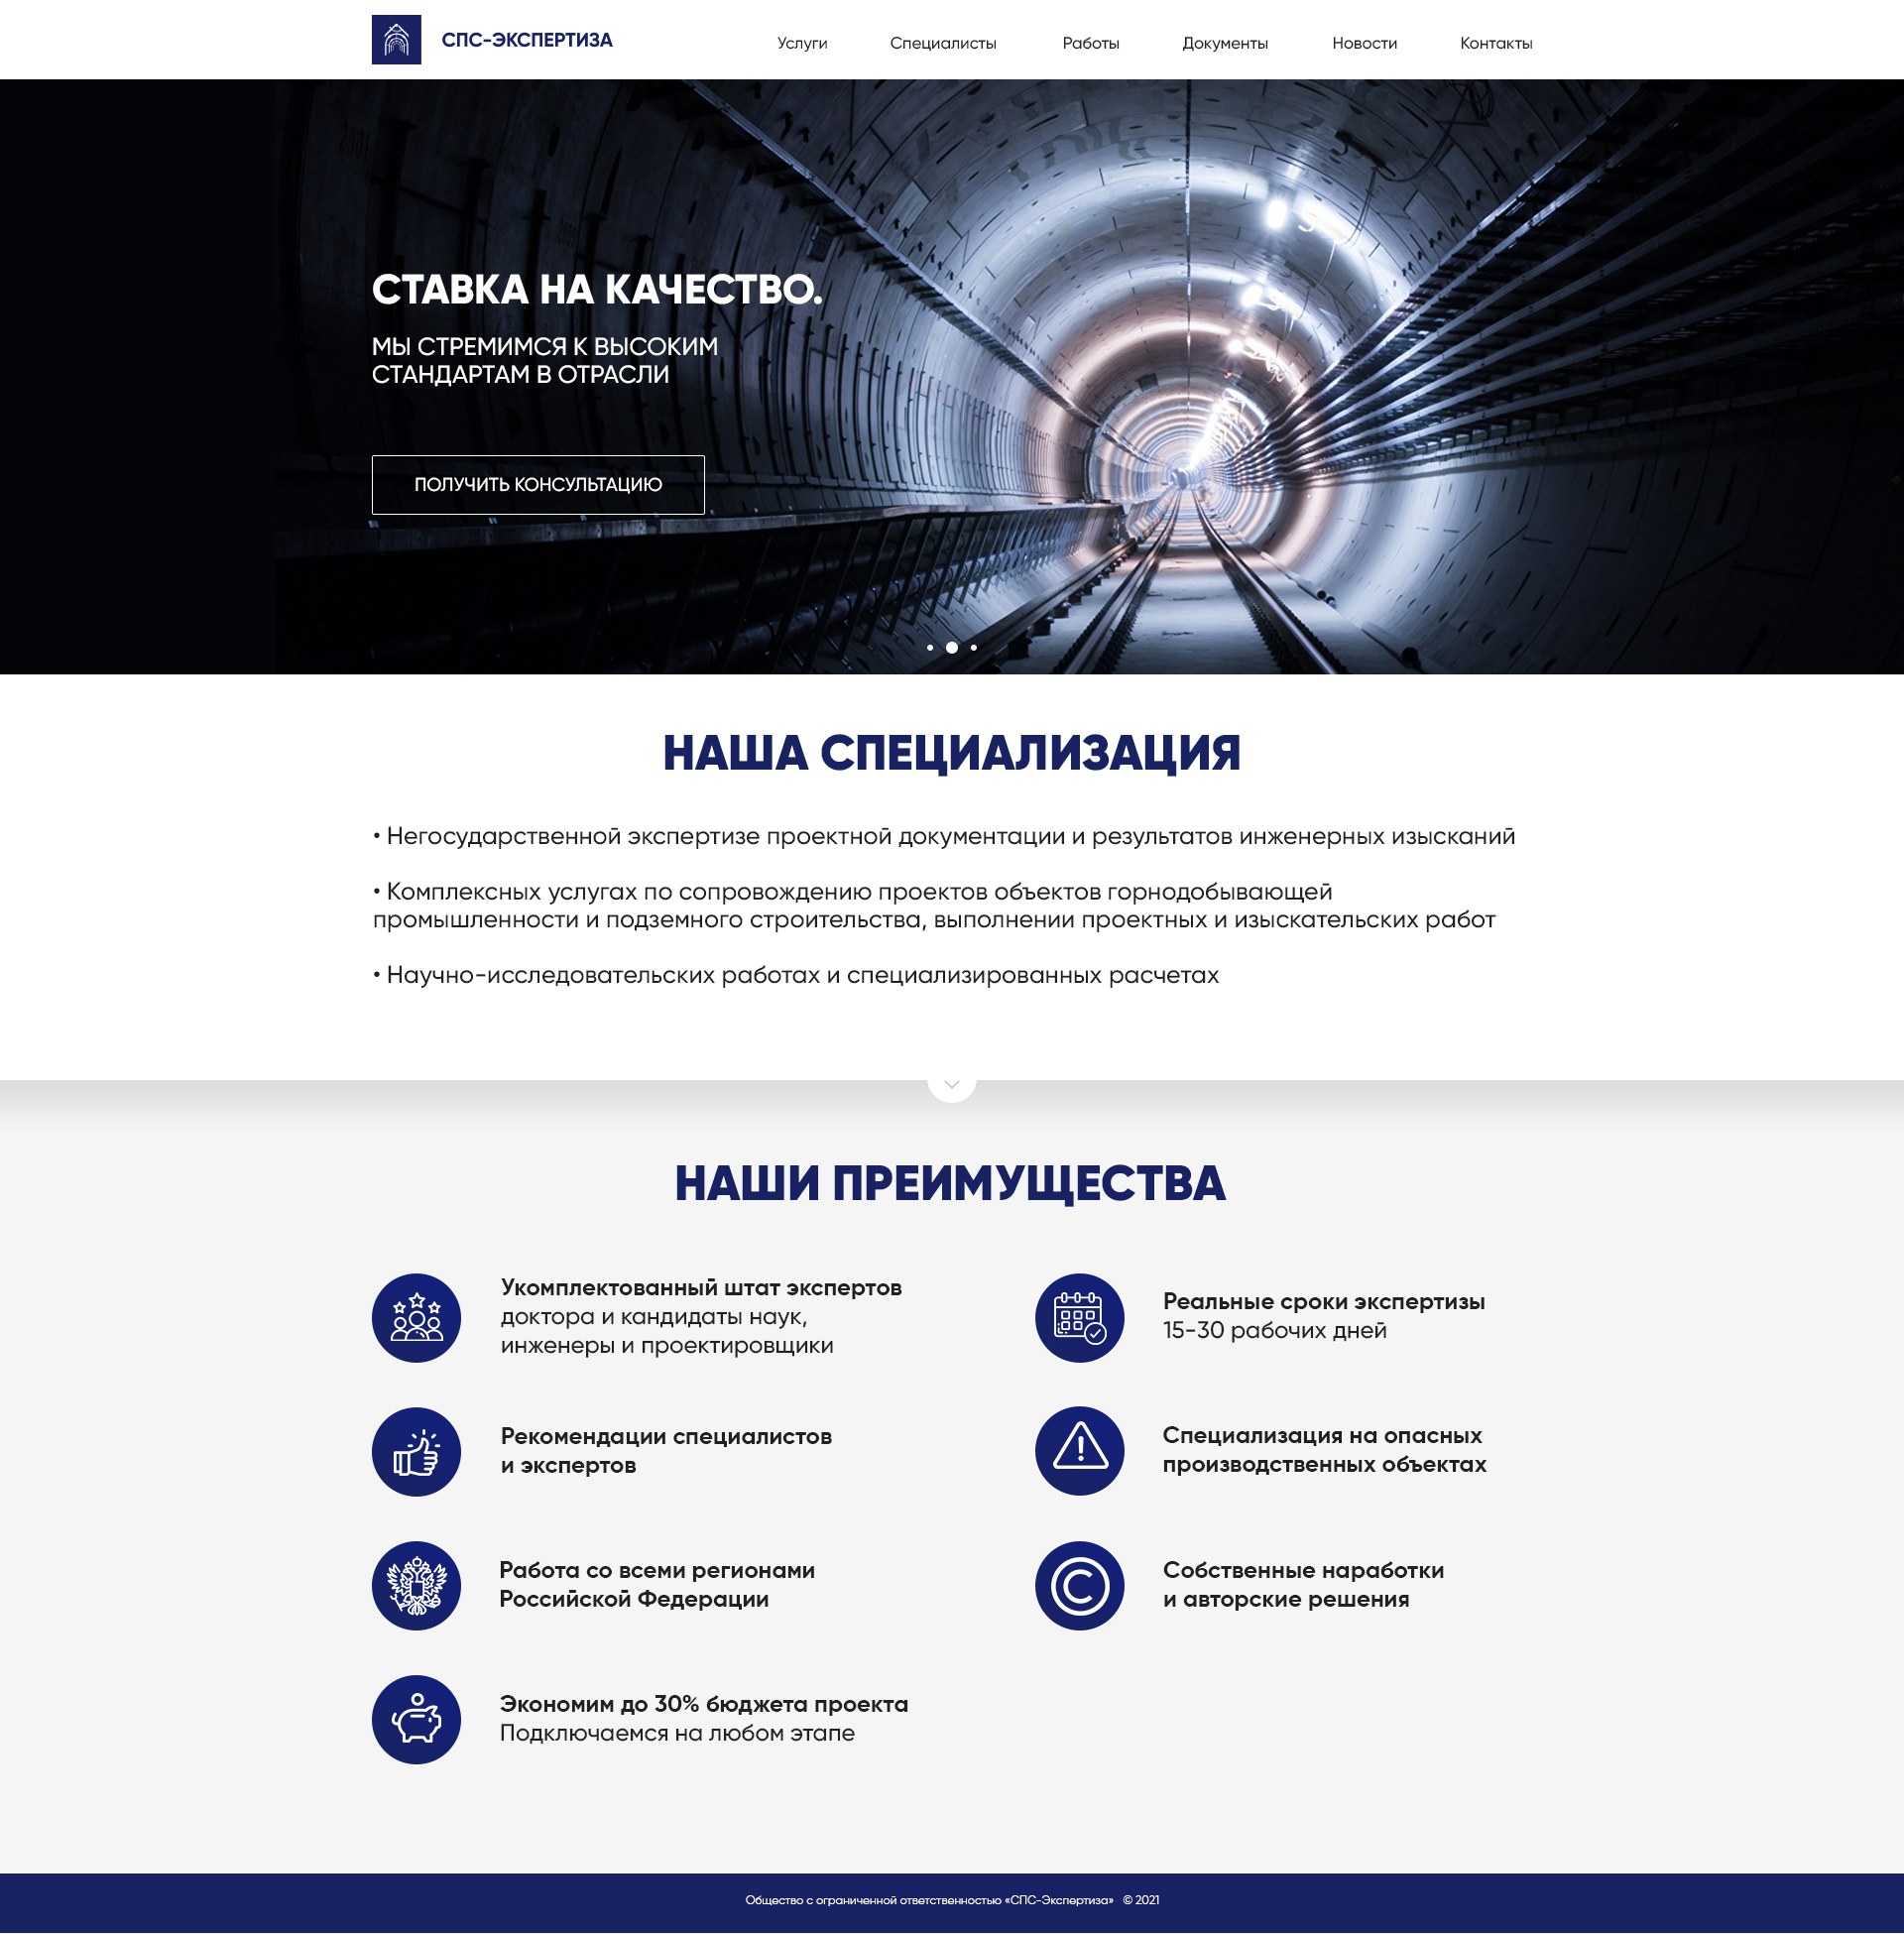 СПС-ЭКСПЕРТИЗА
Услуги
Специалисты
Работы
Документы
Новости
Контакты
СТАВКА НА КАЧЕСТВО.
МЫ СТРЕМИМСЯ К ВЫСОКИМ
СТАНДАРТАМ В ОТРАСЛИ
ПОЛУЧИТЬ КОНСУЛЬТАЦИЮ
НАША СПЕЦИАЛИЗАЦИЯ
• Негосударственной экспертизе проектной документации и результатов инженерных изысканий
• Комплексных услугах по сопровождению проектов объектов горнодобывающей
промышленности и подземного строительства, выполнении проектных и изыскательских работ
• Научно-исследовательских работах и специализированных расчетах
НАШИ ПРЕИМУЩЕСТВА
Укомплектованный штат экспертов
доктора и кандидаты наук,
инженеры и проектировщики
Реальные сроки экспертизы
15-30 рабочих дней
Рекомендации специалистов
и экспертов
Специализация на опасных
производственных объектах
Работа со всеми регионами
Российской Федерации
Собственные наработки
и авторские решения
Экономим до 30% бюджета проекта
Подключаемся на любом этапе
Общество с ограниченной ответственностью «СПС-Экспертиза» © 2021